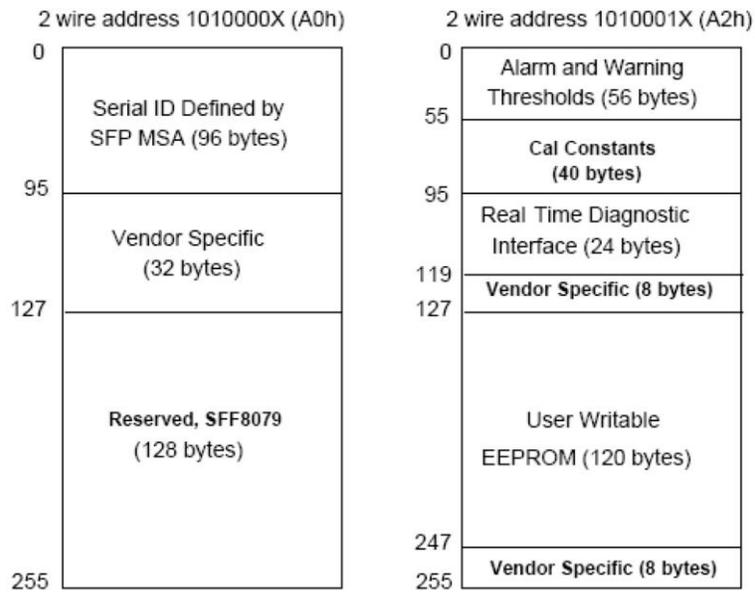 2 wire address 1010000X (A0h)
0
Serial ID Defined by
SFP MSA (96 bytes)
95
Vendor Specific
(32 bytes)
127
Reserved, SFF8079
(128 bytes)
255
2 wire address 1010001X (A2h)
0
Alarm and Warning
Thresholds (56 bytes)
55
Cal Constants
(40 bytes)
95
Real Time Diagnostic
Interface (24 bytes)
119
Vendor Specific (8 bytes)
127
User Writable
EEPROM (120 bytes)
247
Vendor Specific (8 bytes)
255